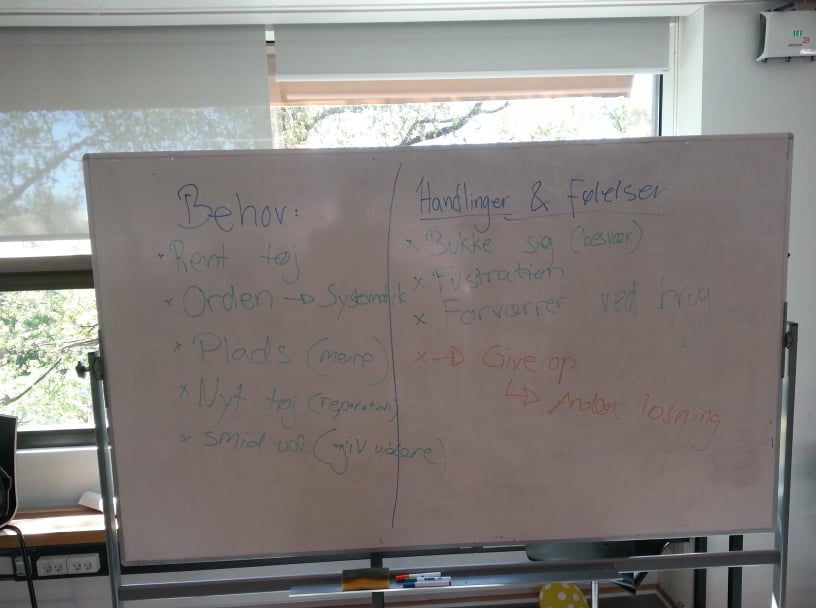 Behov:
* Rent tøj
* Orden → Systematik
* Plads (mere)
* Nyt tøj (reparation)
* smid ud (giv videre)
Handlinger & Følelser
× Bukke sig (besvær)
× Fustration
× Forværrer ved brug
× → Give op
↳ Anden løsning